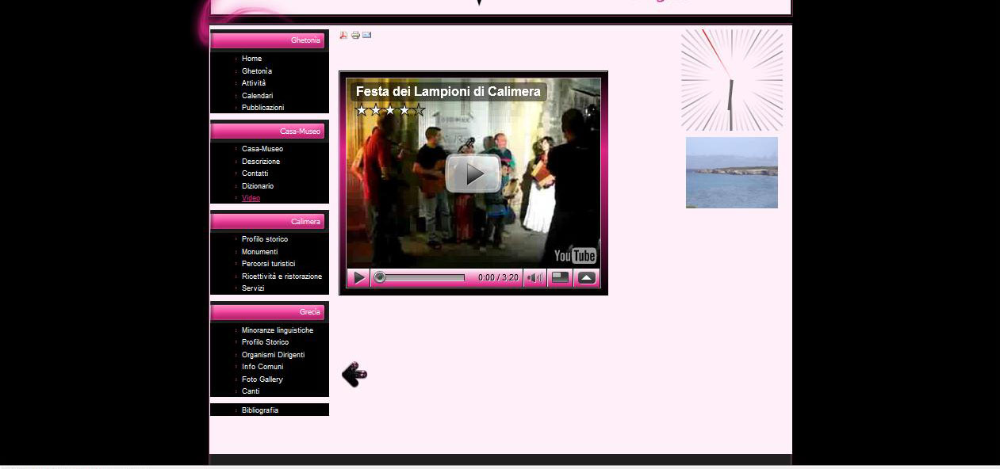 Ghetonìa
Home
Ghetonìa
Attività
Calendari
Pubblicazioni
Casa-Museo
Casa-Museo
Descrizione
Contatti
Dizionario
Video
Calimera
Profilo storico
Monumenti
Percorsi turistici
Ricettività e ristorazione
Servizi
Grecìa
Minoranze linguistiche
Profilo Storico
Organismi Dirigenti
Info Comuni
Foto Gallery
Canti
Bibliografia
Festa dei Lampioni di Calimera
YouTube
0:00 / 3:20